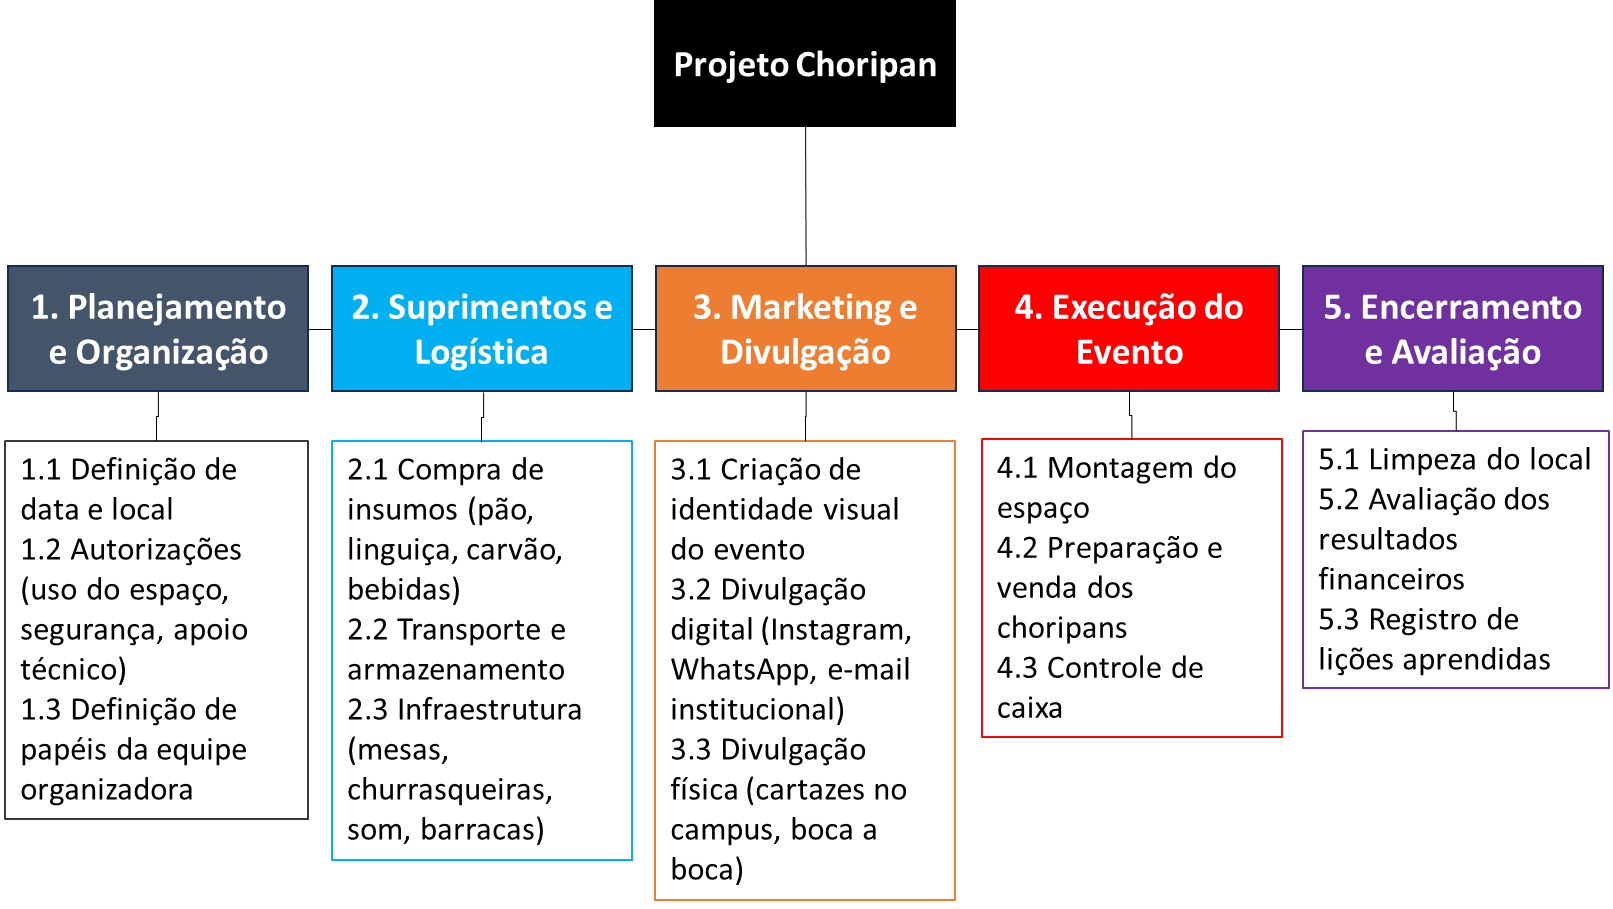 Projeto Choripan
1. Planejamento
e Organização
2. Suprimentos e
Logística
3. Marketing e
Divulgação
4. Execução do
Evento
5. Encerramento
e Avaliação
1.1 Definição de
data e local
1.2 Autorizações
(uso do espaço,
segurança, apoio
técnico)
1.3 Definição de
papéis da equipe
organizadora
2.1 Compra de
insumos (pão,
linguiça, carvão,
bebidas)
2.2 Transporte e
armazenamento
2.3 Infraestrutura
(mesas,
churrasqueiras,
som, barracas)
3.1 Criação de
identidade visual
do evento
3.2 Divulgação
digital (Instagram,
WhatsApp, e-mail
institucional)
3.3 Divulgação
física (cartazes no
campus, boca a
boca)
4.1 Montagem do
espaço
4.2 Preparação e
venda dos
choripans
4.3 Controle de
caixa
5.1 Limpeza do local
5.2 Avaliação dos
resultados
financeiros
5.3 Registro de
lições aprendidas